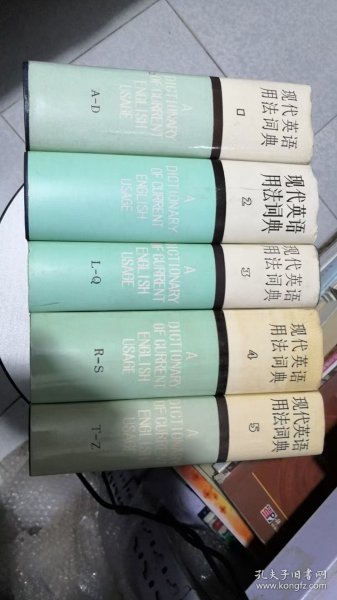 现代英语
用法词典
1
A
DICTIONARY
OF CURRENT
ENGLISH
USAGE
A-D
现代英语
用法词典
2
A
DICTIONARY
OF CURRENT
ENGLISH
USAGE
现代英语
用法词典
3
A
DICTIONARY
OF CURRENT
ENGLISH
USAGE
L-Q
现代英语
用法词典
4
A
DICTIONARY
OF CURRENT
ENGLISH
USAGE
R-S
现代英语
用法词典
5
A
DICTIONARY
OF CURRENT
ENGLISH
USAGE
T-Z
孔夫子旧书网
www.kongfz.com